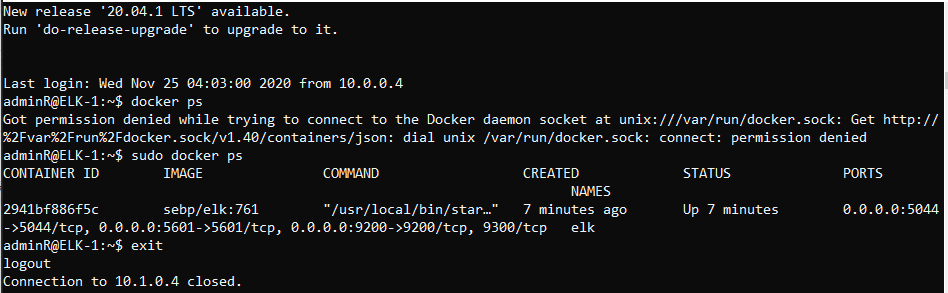 New release '20.04.1 LTS' available.
Run 'do-release-upgrade' to upgrade to it.
Last login: Wed Nov 25 04:03:00 2020 from 10.0.0.4
adminR@ELK-1:~$ docker ps
Got permission denied while trying to connect to the Docker daemon socket at unix:///var/run/docker.sock: Get http://
%2Fvar%2Frun%2Fdocker.sock/v1.40/containers/json: dial unix /var/run/docker.sock: connect: permission denied
adminR@ELK-1:~$ sudo docker ps
CONTAINER ID        IMAGE               COMMAND                  CREATED             STATUS              PORTS
                                                                       NAMES
2941bf886f5c        sebp/elk:761        "/usr/local/bin/star…"   7 minutes ago       Up 7 minutes        0.0.0.0:5044
->5044/tcp, 0.0.0.0:5601->5601/tcp, 0.0.0.0:9200->9200/tcp, 9300/tcp   elk
adminR@ELK-1:~$ exit
logout
Connection to 10.1.0.4 closed.